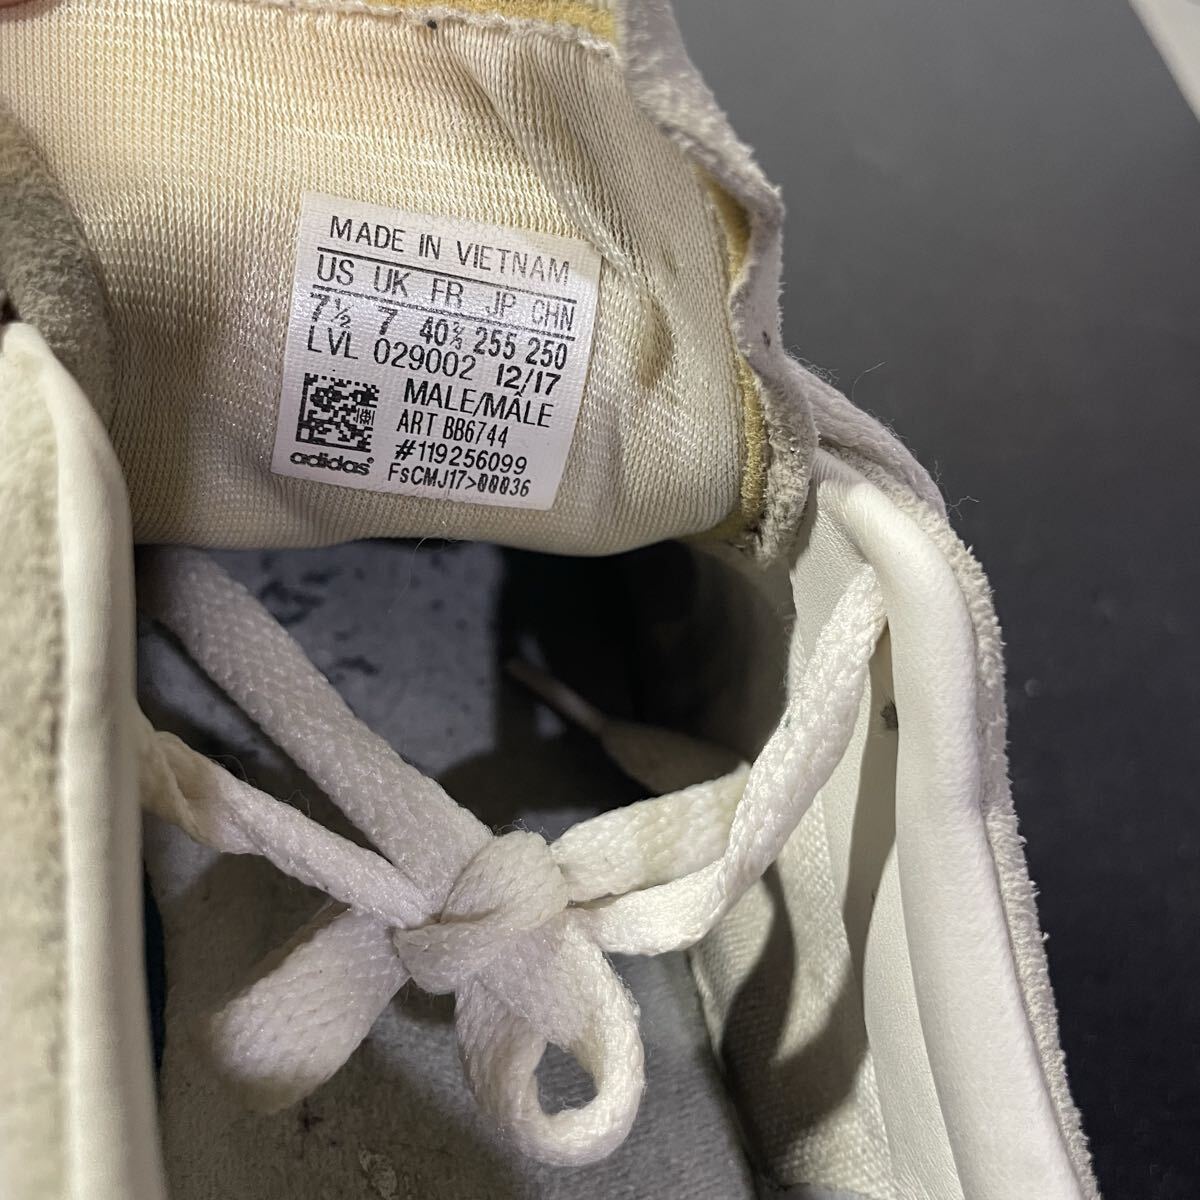 MADE IN VIETNAM
US UK FR JP CHN
7½ 7 40⅔ 255 250
LVL 029002 12/17
MALE/MÂLE
ART BB6744
#119256099
adidas® FsCMJ17>00036